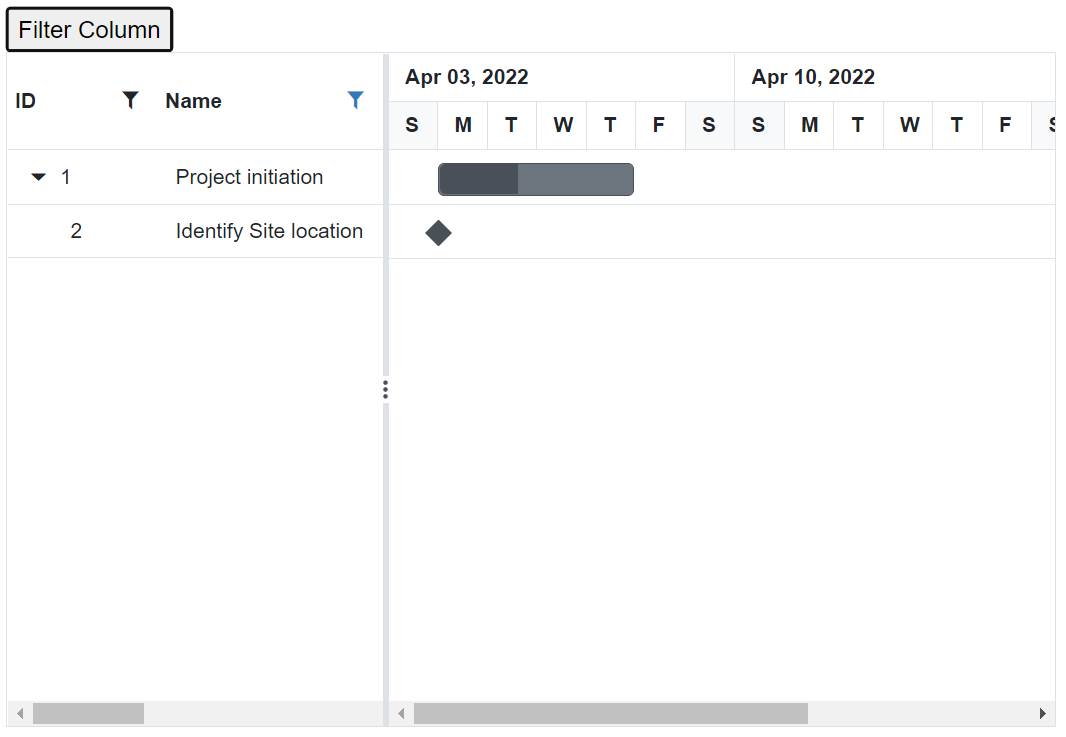 Filter Column
Apr 03, 2022 Apr 10, 2022
ID Name
S M T W T F S S M T W T F S
1 Project initiation
2 Identify Site location